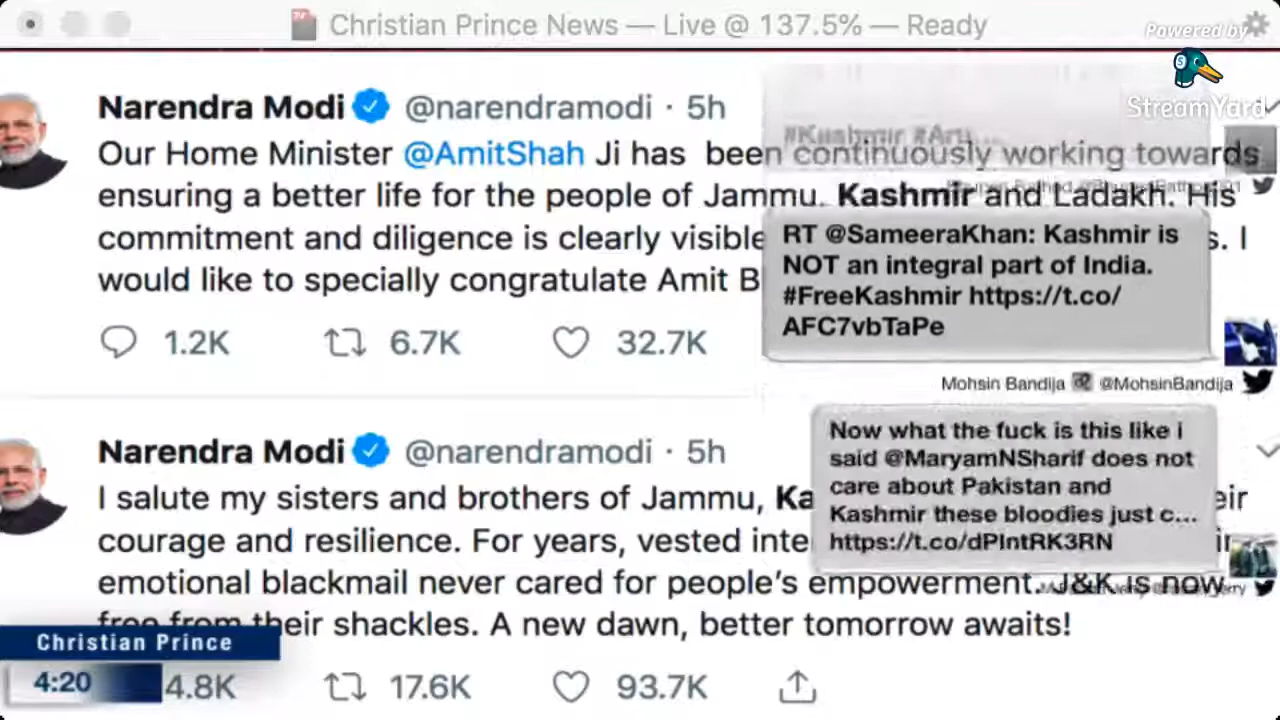 Christian Prince News — Live @ 137.5% — Ready
Powered by
StreamYard
Narendra Modi @narendramodi · 5h
Our Home Minister @AmitShah Ji has been continuously working towards
ensuring a better life for the people of Jammu. Kashmir and Ladakh. His
commitment and diligence is clearly visible s. I
would like to specially congratulate Amit B
1.2K 6.7K 32.7K
#Kashmir
RT @SameeraKhan: Kashmir is
NOT an integral part of India.
#FreeKashmir https://t.co/
AFC7vbTaPe
Mohsin Bandija @MohsinBandija
Now what the fuck is this like i
said @MaryamNSharif does not
care about Pakistan and
Kashmir these bloodies just c...
https://t.co/dPIntRK3RN
Narendra Modi @narendramodi · 5h
I salute my sisters and brothers of Jammu, Ka eir
courage and resilience. For years, vested inte in
emotional blackmail never cared for people's empowerment. J&K is now
free from their shackles. A new dawn, better tomorrow awaits!
4.8K 17.6K 93.7K
Christian Prince
4:20